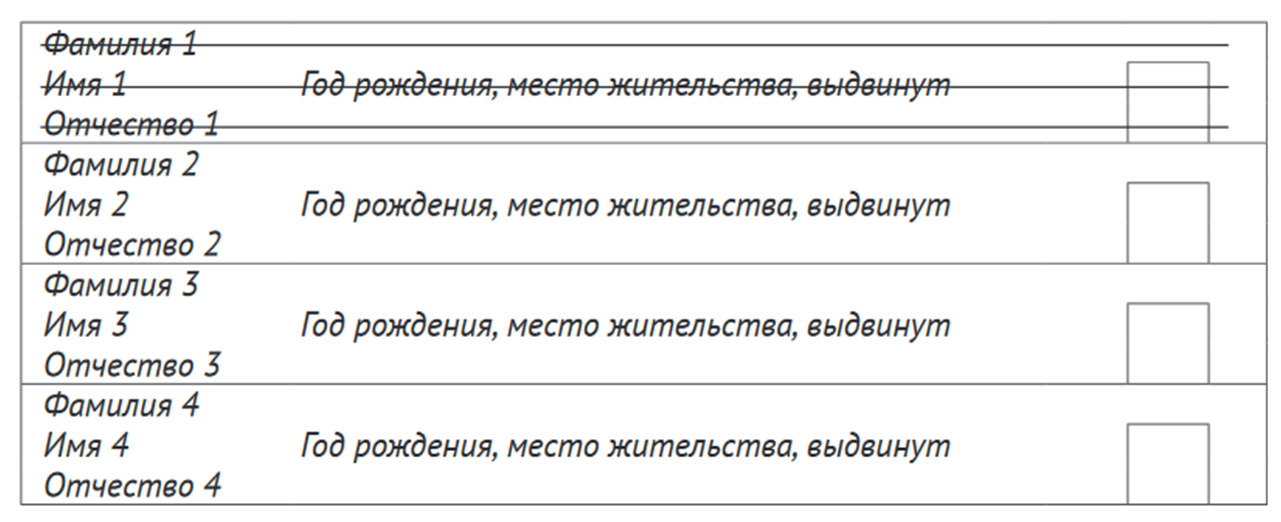 Фамилия 1
Имя 1 Год рождения, место жительства, выдвинут
Отчество 1
Фамилия 2
Имя 2 Год рождения, место жительства, выдвинут
Отчество 2
Фамилия 3
Имя 3 Год рождения, место жительства, выдвинут
Отчество 3
Фамилия 4
Имя 4 Год рождения, место жительства, выдвинут
Отчество 4